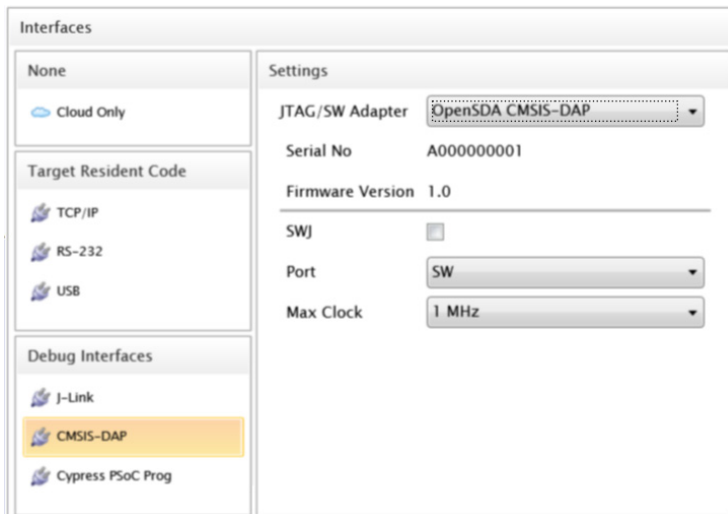 Interfaces
None
Cloud Only
Target Resident Code
TCP/IP
RS-232
USB
Debug Interfaces
J-Link
CMSIS-DAP
Cypress PSoC Prog
Settings
JTAG/SW Adapter OpenSDA CMSIS-DAP
Serial No A000000001
Firmware Version 1.0
SWJ
Port SW
Max Clock 1 MHz